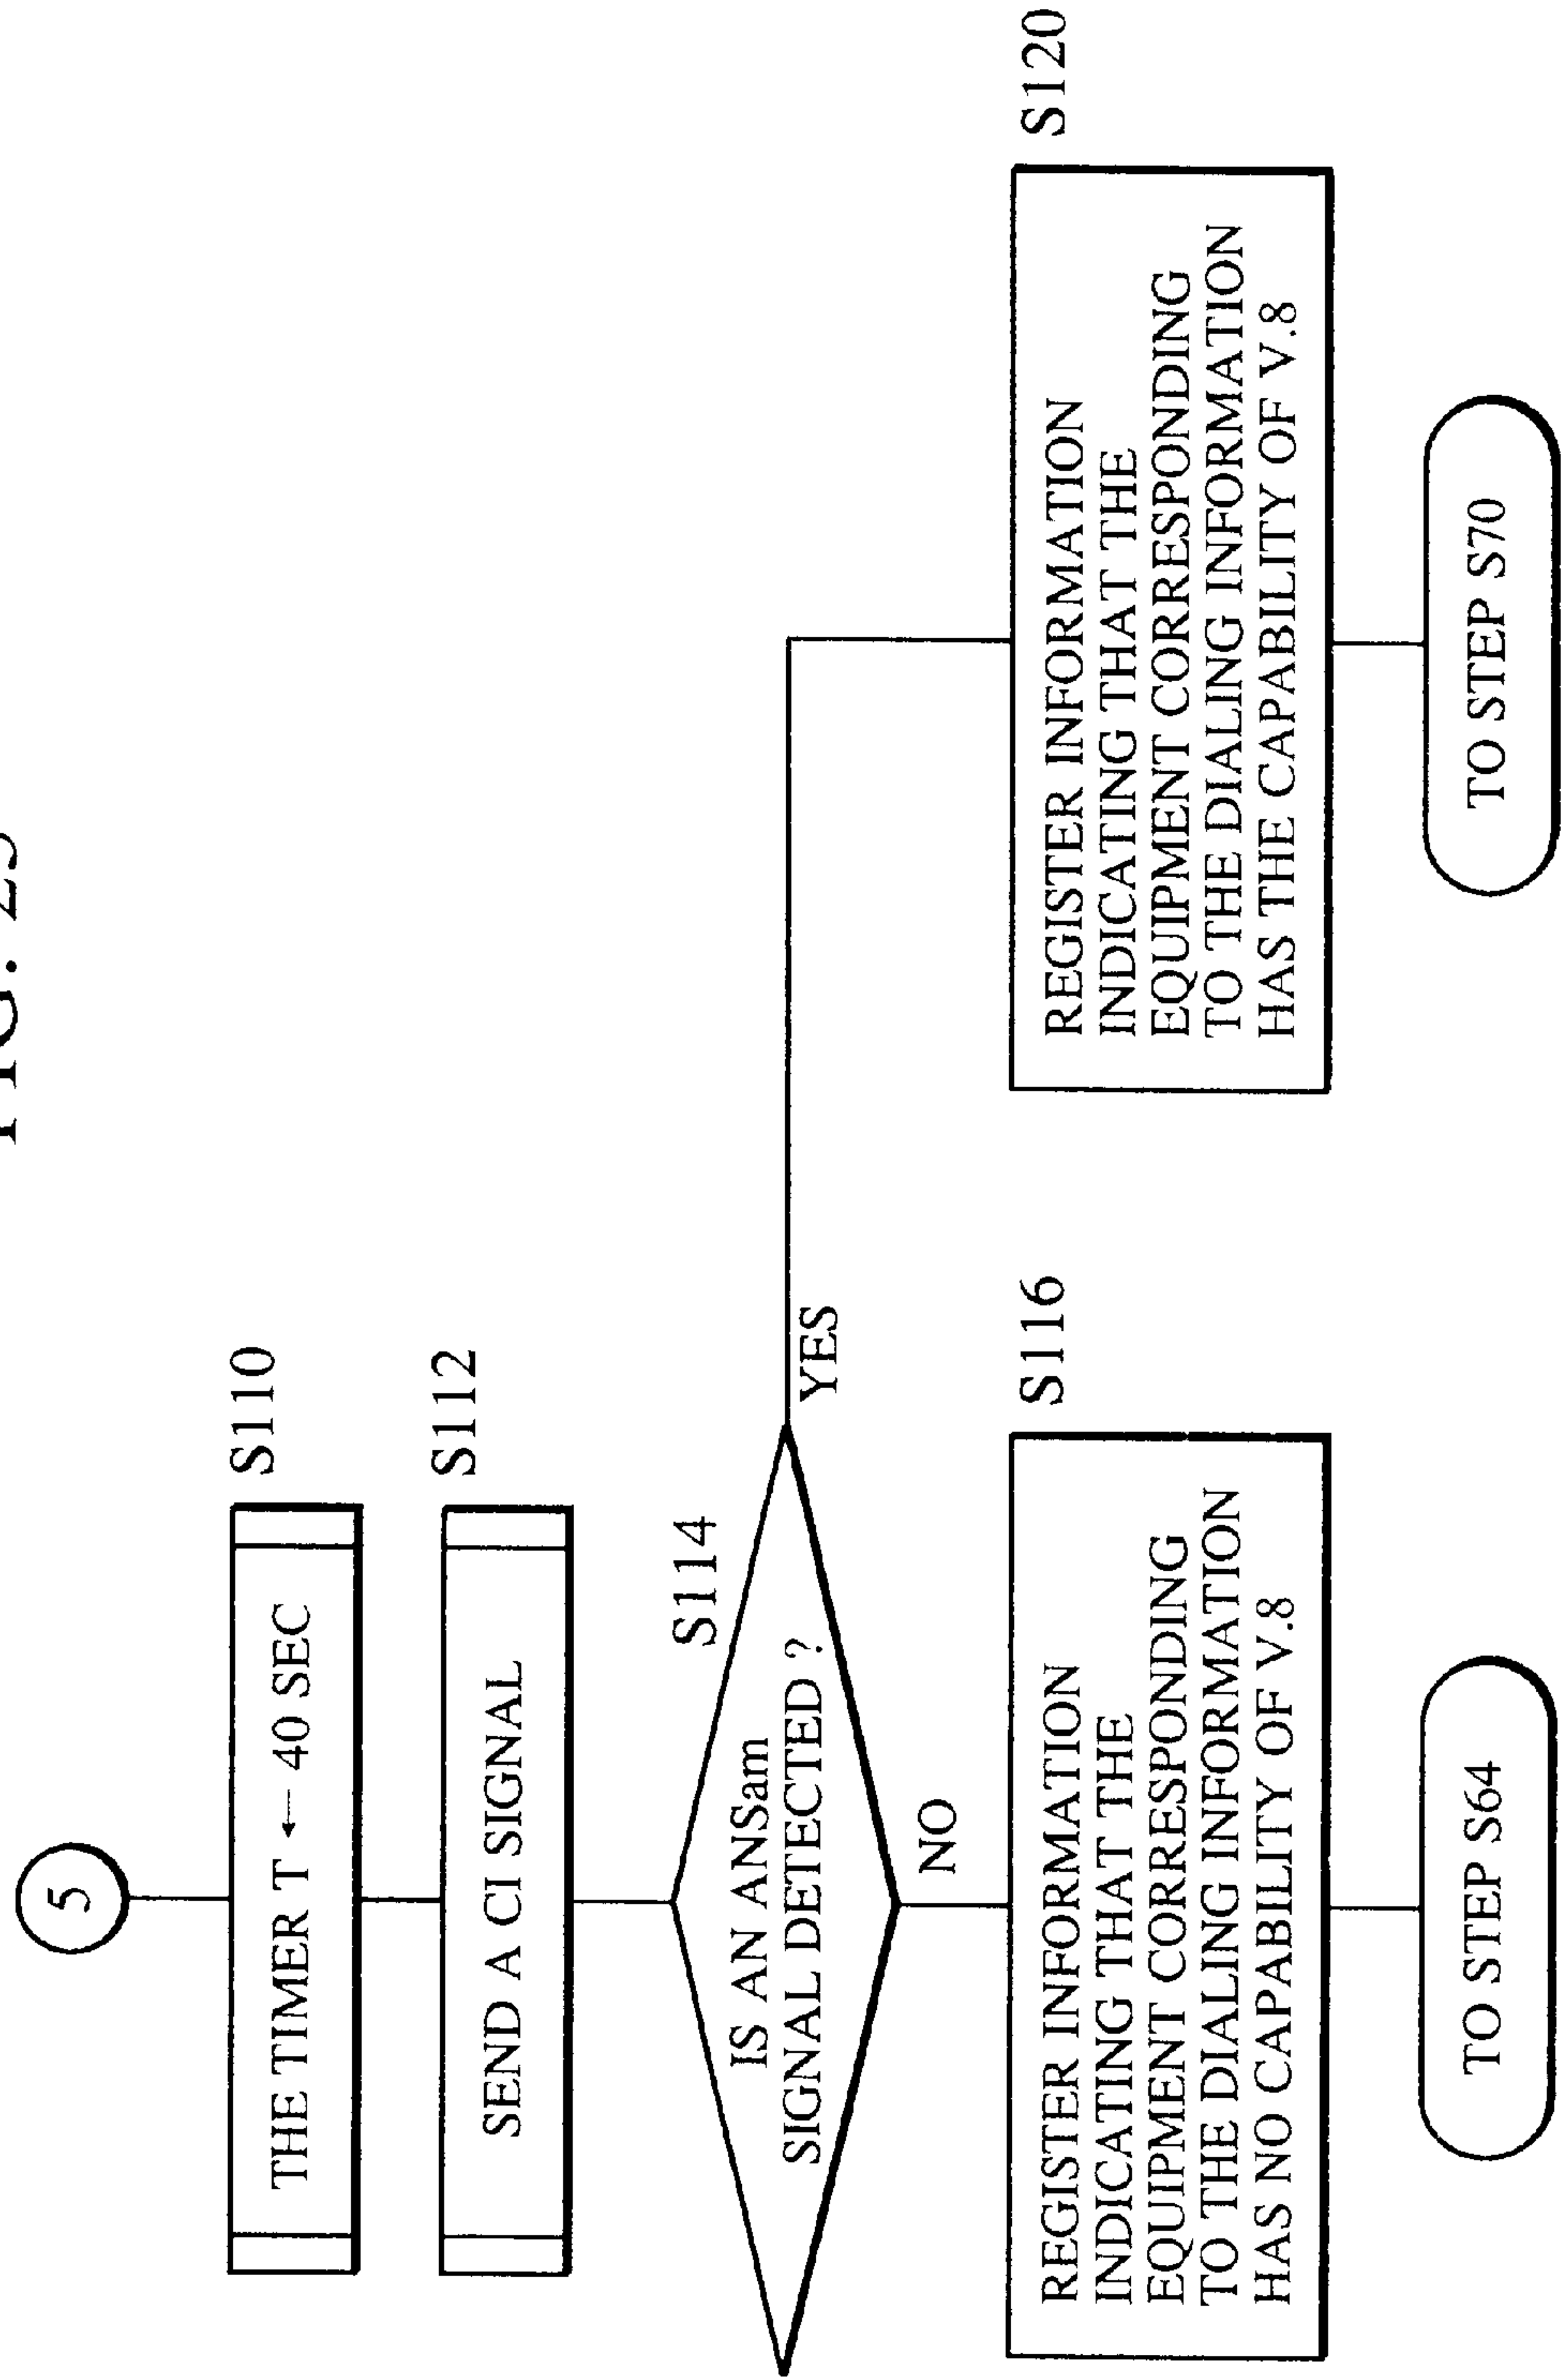 5
THE TIMER T ← 40 SEC
S110
SEND A CI SIGNAL
S112
S114
IS AN ANSam
SIGNAL DETECTED ?
YES
NO
S116
REGISTER INFORMATION
INDICATING THAT THE
EQUIPMENT CORRESPONDING
TO THE DIALING INFORMATION
HAS NO CAPABILITY OF V.8
TO STEP S64
S120
REGISTER INFORMATION
INDICATING THAT THE
EQUIPMENT CORRESPONDING
TO THE DIALING INFORMATION
HAS THE CAPABILITY OF V.8
TO STEP S70